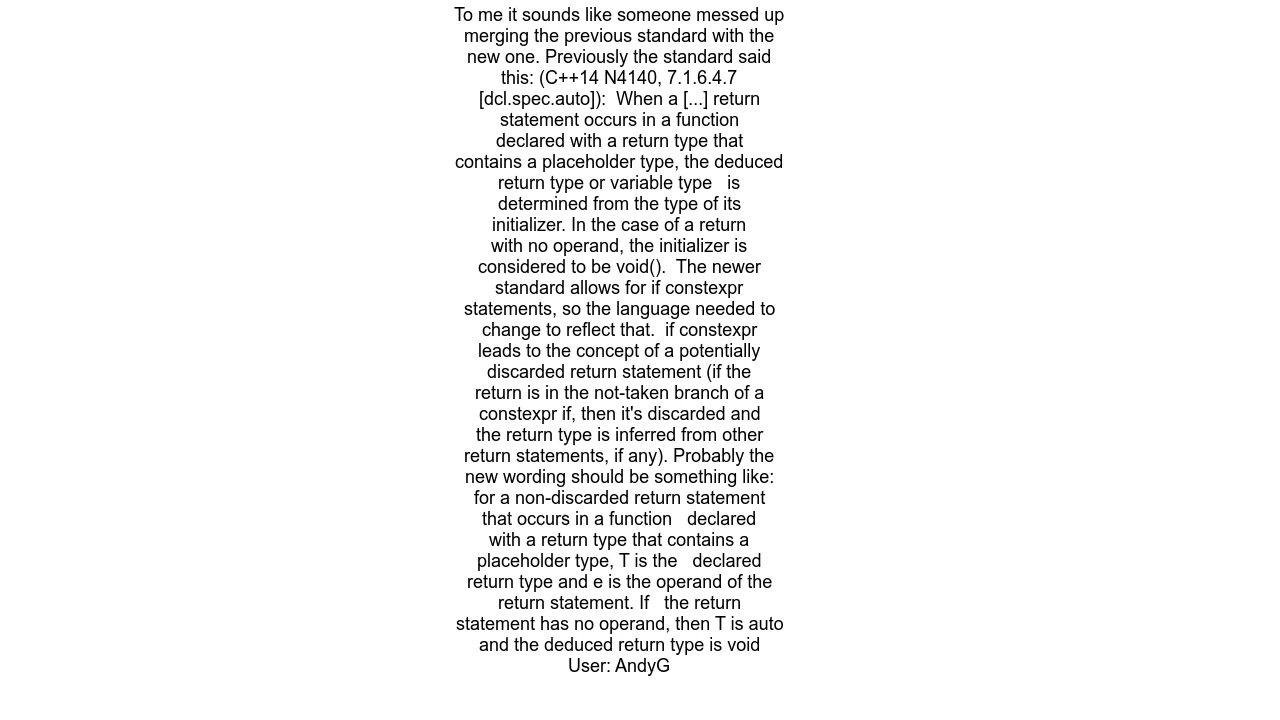 To me it sounds like someone messed up
merging the previous standard with the
new one. Previously the standard said
this: (C++14 N4140, 7.1.6.4.7
[dcl.spec.auto]):  When a [...] return
statement occurs in a function
declared with a return type that
contains a placeholder type, the deduced
return type or variable type   is
determined from the type of its
initializer. In the case of a return
with no operand, the initializer is
considered to be void().  The newer
standard allows for if constexpr
statements, so the language needed to
change to reflect that.  if constexpr
leads to the concept of a potentially
discarded return statement (if the
return is in the not-taken branch of a
constexpr if, then it's discarded and
the return type is inferred from other
return statements, if any). Probably the
new wording should be something like:
for a non-discarded return statement
that occurs in a function   declared
with a return type that contains a
placeholder type, T is the   declared
return type and e is the operand of the
return statement. If   the return
statement has no operand, then T is auto
and the deduced return type is void
User: AndyG